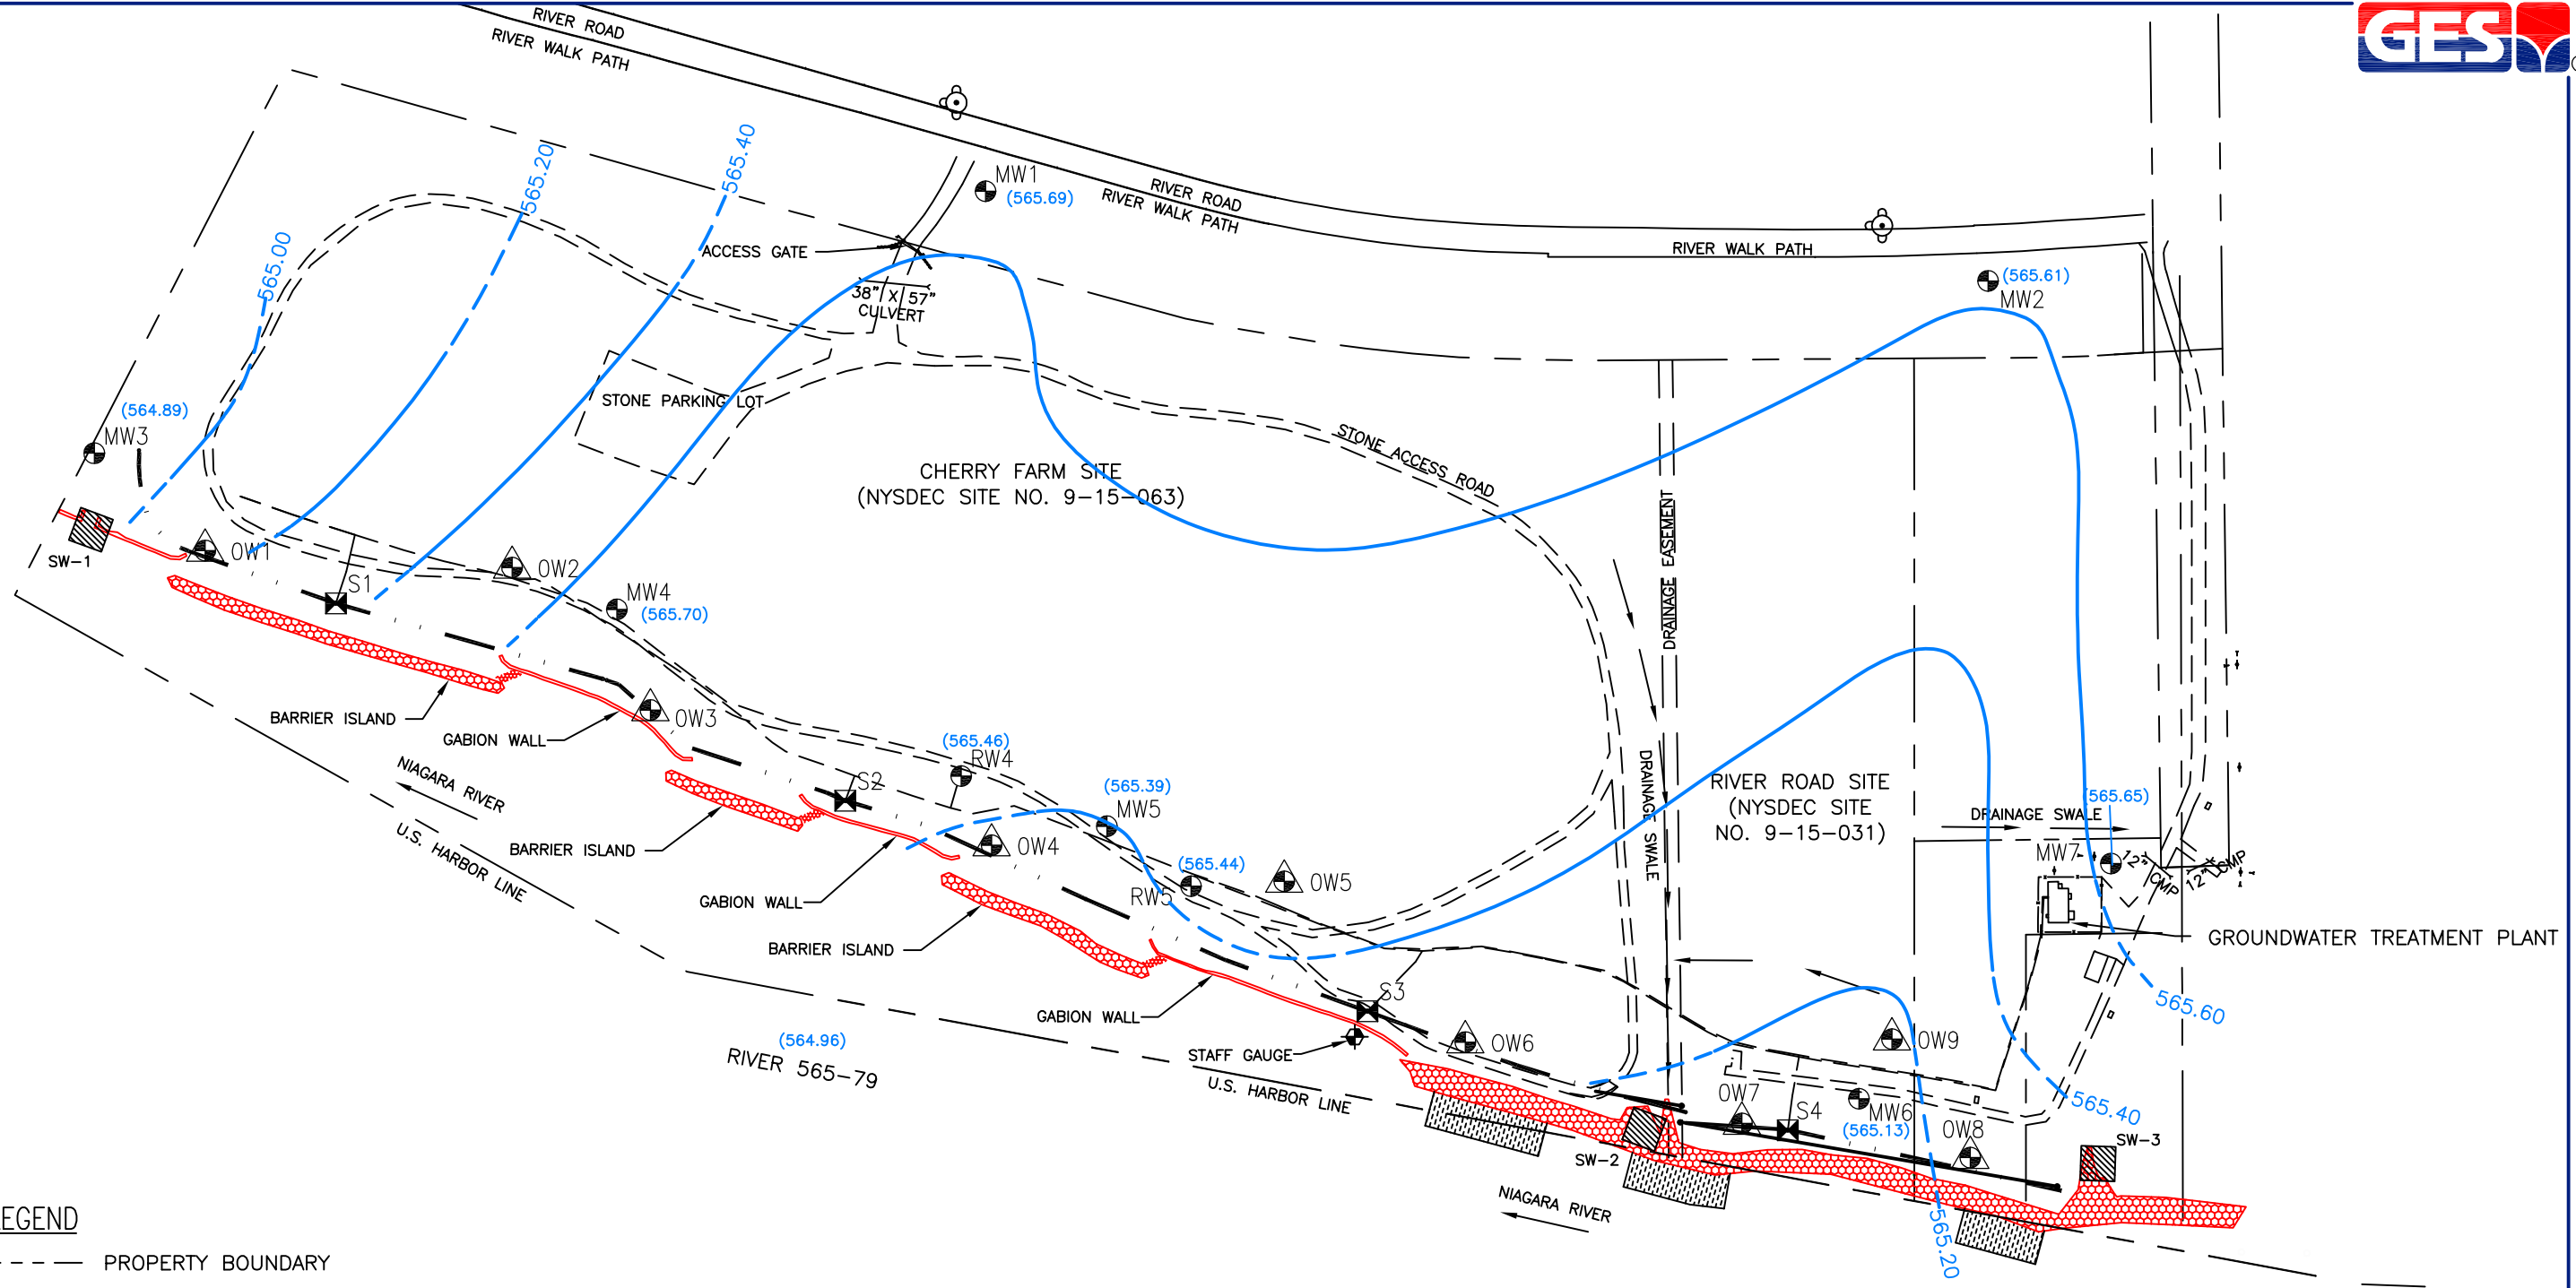 GES
RIVER ROAD
RIVER WALK PATH
565.40
565.20
MW1
(565.69)
RIVER ROAD
RIVER WALK PATH
ACCESS GATE
RIVER WALK PATH
(565.61)
MW2
565.00
38" X 57"
CULVERT
(564.89)
MW3
STONE PARKING LOT
STONE ACCESS ROAD
CHERRY FARM SITE
(NYSDEC SITE NO. 9-15-063)
DRAINAGE EASEMENT
SW-1
OW1
OW2
S1
MW4
(565.70)
BARRIER ISLAND
GABION WALL
OW3
(565.46)
RW4
NIAGARA RIVER
S2
(565.39)
MW5
DRAINAGE SWALE
RIVER ROAD SITE
(NYSDEC SITE
NO. 9-15-031)
(565.65)
DRAINAGE SWALE
U.S. HARBOR LINE
BARRIER ISLAND
OW4
(565.44)
RW5
OW5
MW7
12" CMP
12" CMP
GABION WALL
BARRIER ISLAND
GROUNDWATER TREATMENT PLANT
GABION WALL
S3
565.60
(564.96)
RIVER 565-79
STAFF GAUGE
OW6
OW9
U.S. HARBOR LINE
OW7
S4
MW6
(565.13)
565.40
OW8
SW-2
SW-3
NIAGARA RIVER
565.20
EGEND
PROPERTY BOUNDARY